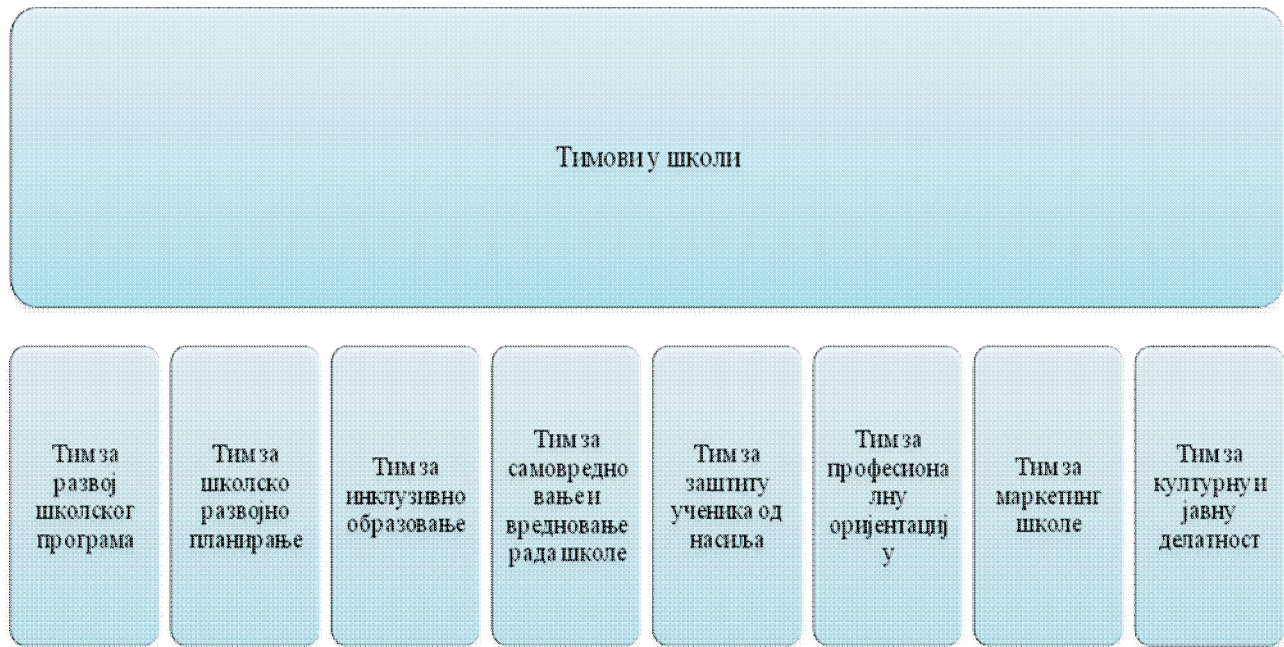 Тимови у школи
Тим за
развој
школског
програма
Тим за
школско
развојно
планирање
Тим за
инклузивно
образовање
Тим за
самовредно
вање и
вредновање
рада школе
Тим за
заштиту
ученика од
насиља
Тим за
професиона
лну
оријентациј
у
Тим за
маркетинг
школе
Тим за
културну и
јавну
делатност